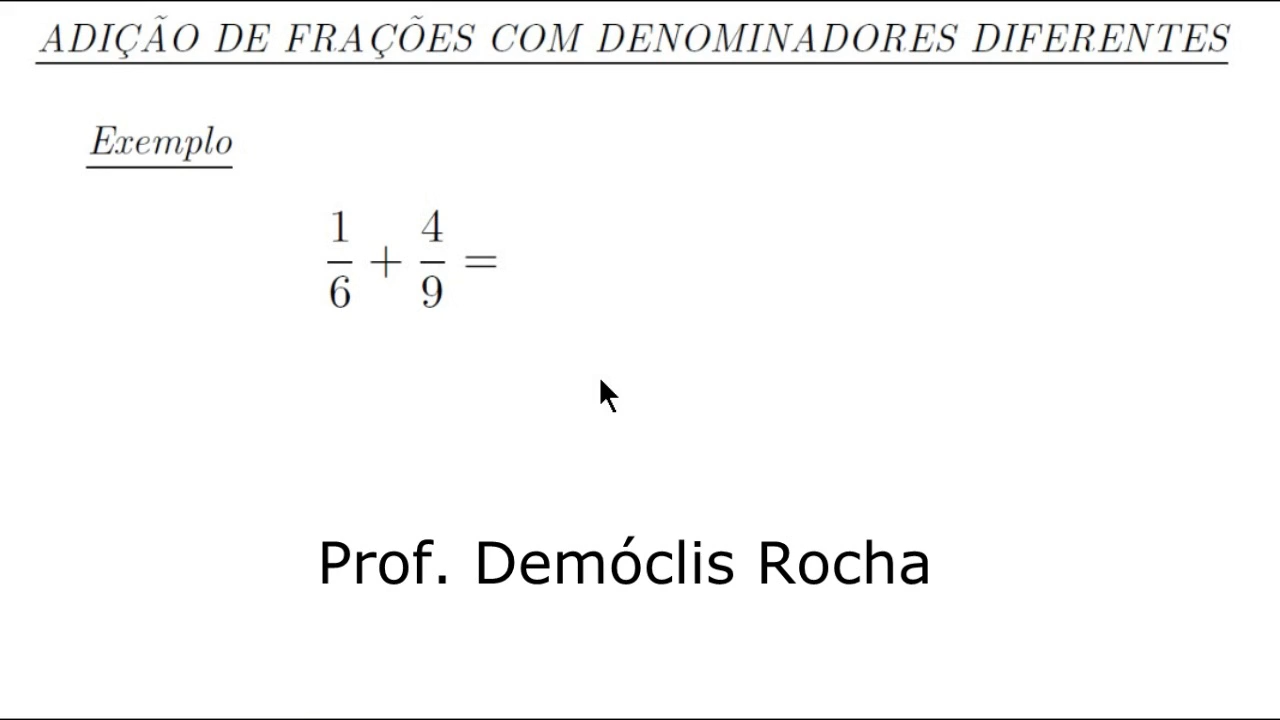 ADIÇÃO DE FRAÇÕES COM DENOMINADORES DIFERENTES
Exemplo
1/6 + 4/9 =
Prof. Demóclis Rocha